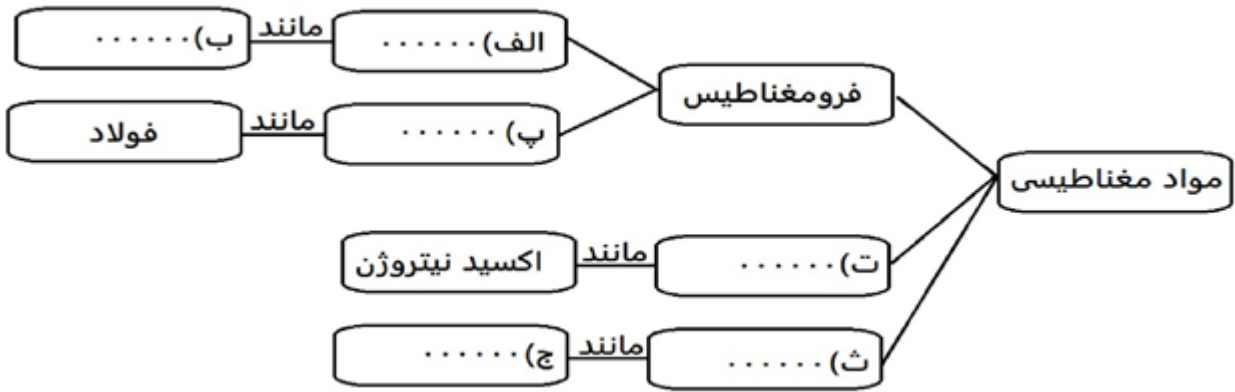 مواد مغناطیسی
فرومغناطیس
الف) ......
مانند
ب) ......
پ) ......
مانند
فولاد
ت) ......
مانند
اکسید نیتروژن
ث) ......
مانند
ج) ......